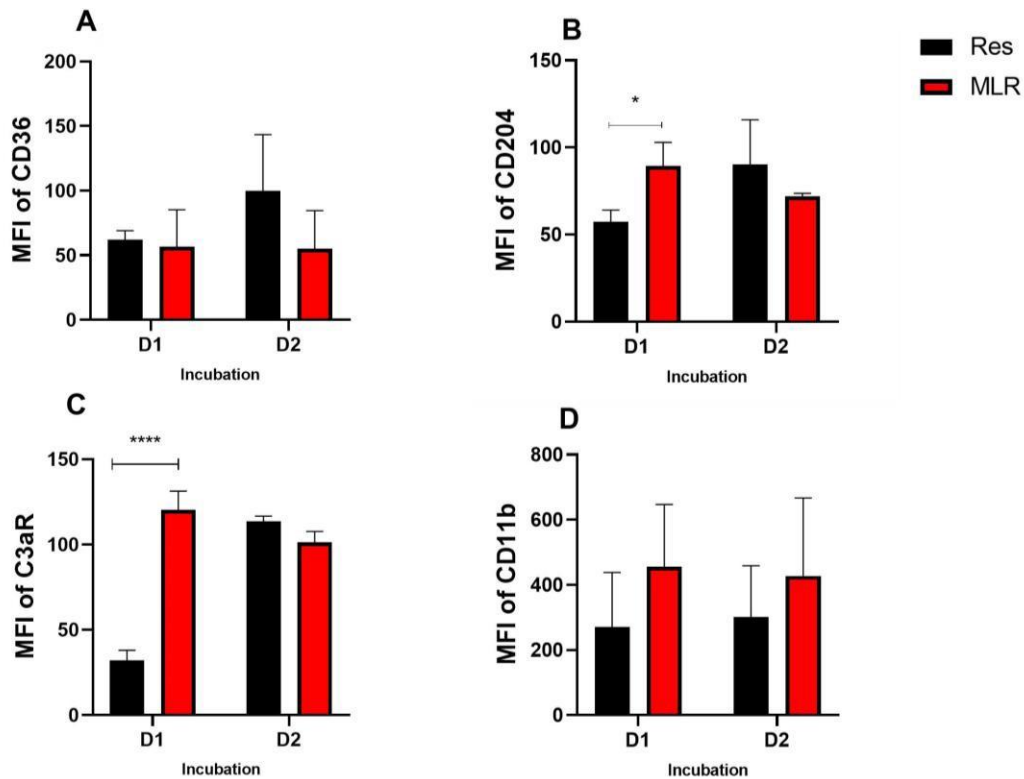 A
MFI of CD36
200
150
100
50
0
D1 D2
Incubation
B
MFI of CD204
150
100
50
0
*
D1 D2
Incubation
Res
MLR
C
MFI of C3aR
150
100
50
0
****
D1 D2
Incubation
D
MFI of CD11b
800
600
400
200
0
D1 D2
Incubation